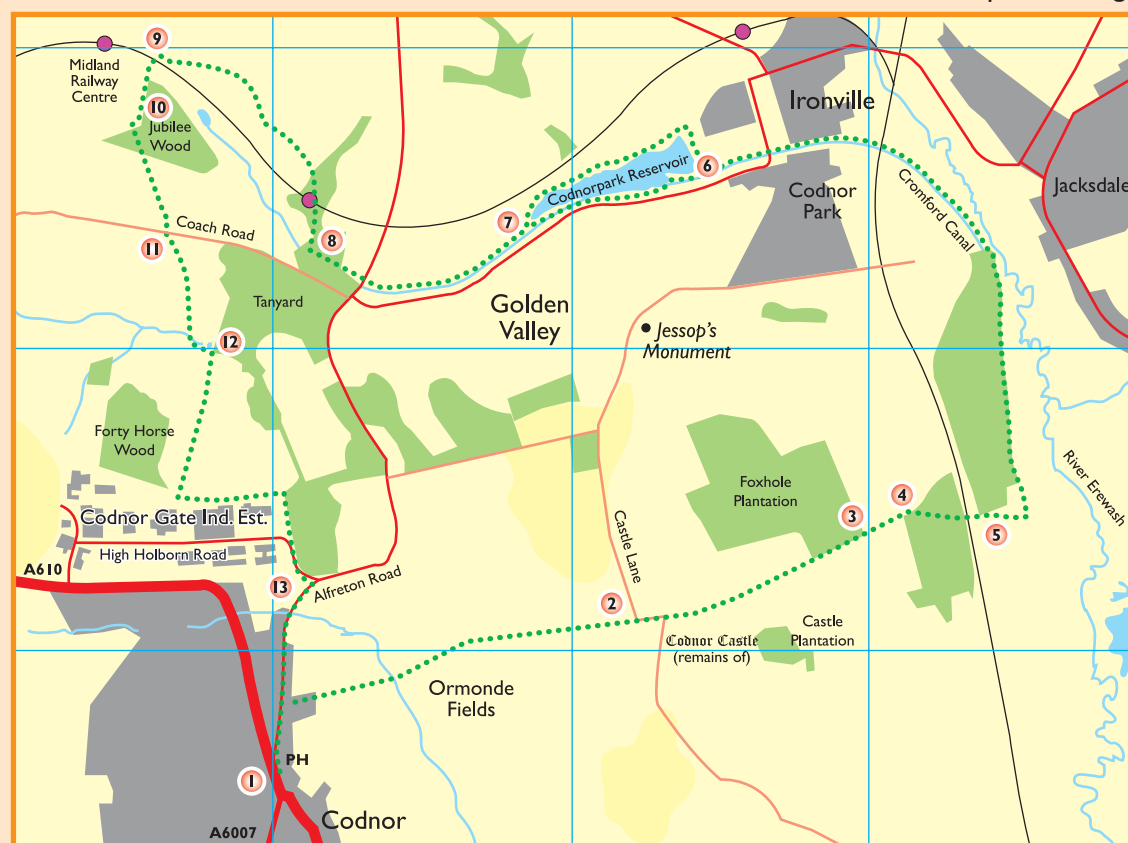 9
Midland
Railway
Centre
10
Jubilee
Wood
Ironville
Codnorpark Reservoir
6
Codnor
Park
Cromford Canal
Jacksdale
7
Coach Road
8
11
Tanyard
Golden
Valley
Jessop's
Monument
12
Forty Horse
Wood
Foxhole
Plantation
4
3
5
River Erewash
Codnor Gate Ind. Est.
High Holborn Road
A610
13
Alfreton Road
Castle Lane
2
Codnor Castle
(remains of)
Castle
Plantation
Ormonde
Fields
PH
1
Codnor
A6007